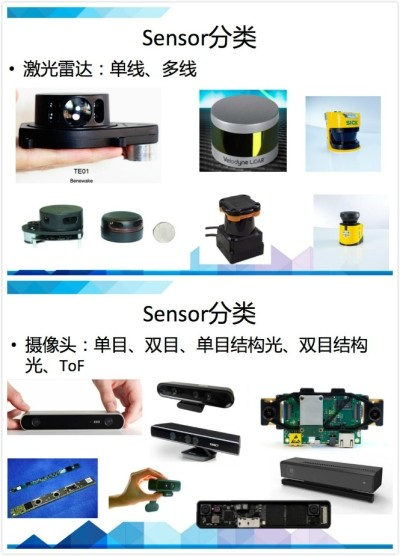 Sensor分类
• 激光雷达：单线、多线
TE01
Benewake
Velodyne LiDAR
SICK
Sensor分类
• 摄像头：单目、双目、单目结构光、双目结构
光、ToF